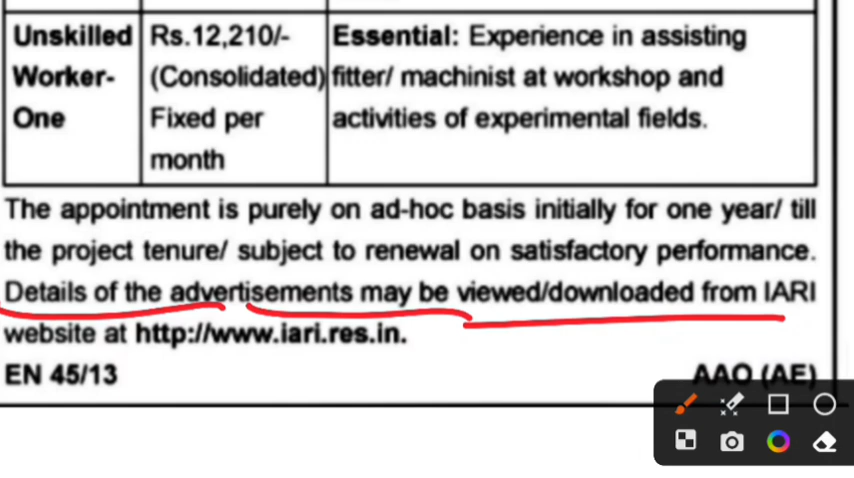 Unskilled Rs.12,210/- Essential: Experience in assisting
Worker- (Consolidated) fitter/ machinist at workshop and
One Fixed per activities of experimental fields.
month
The appointment is purely on ad-hoc basis initially for one year/ till
the project tenure/ subject to renewal on satisfactory performance.
Details of the advertisements may be viewed/downloaded from IARI
website at http://www.iari.res.in.
EN 45/13 AAO (AE)